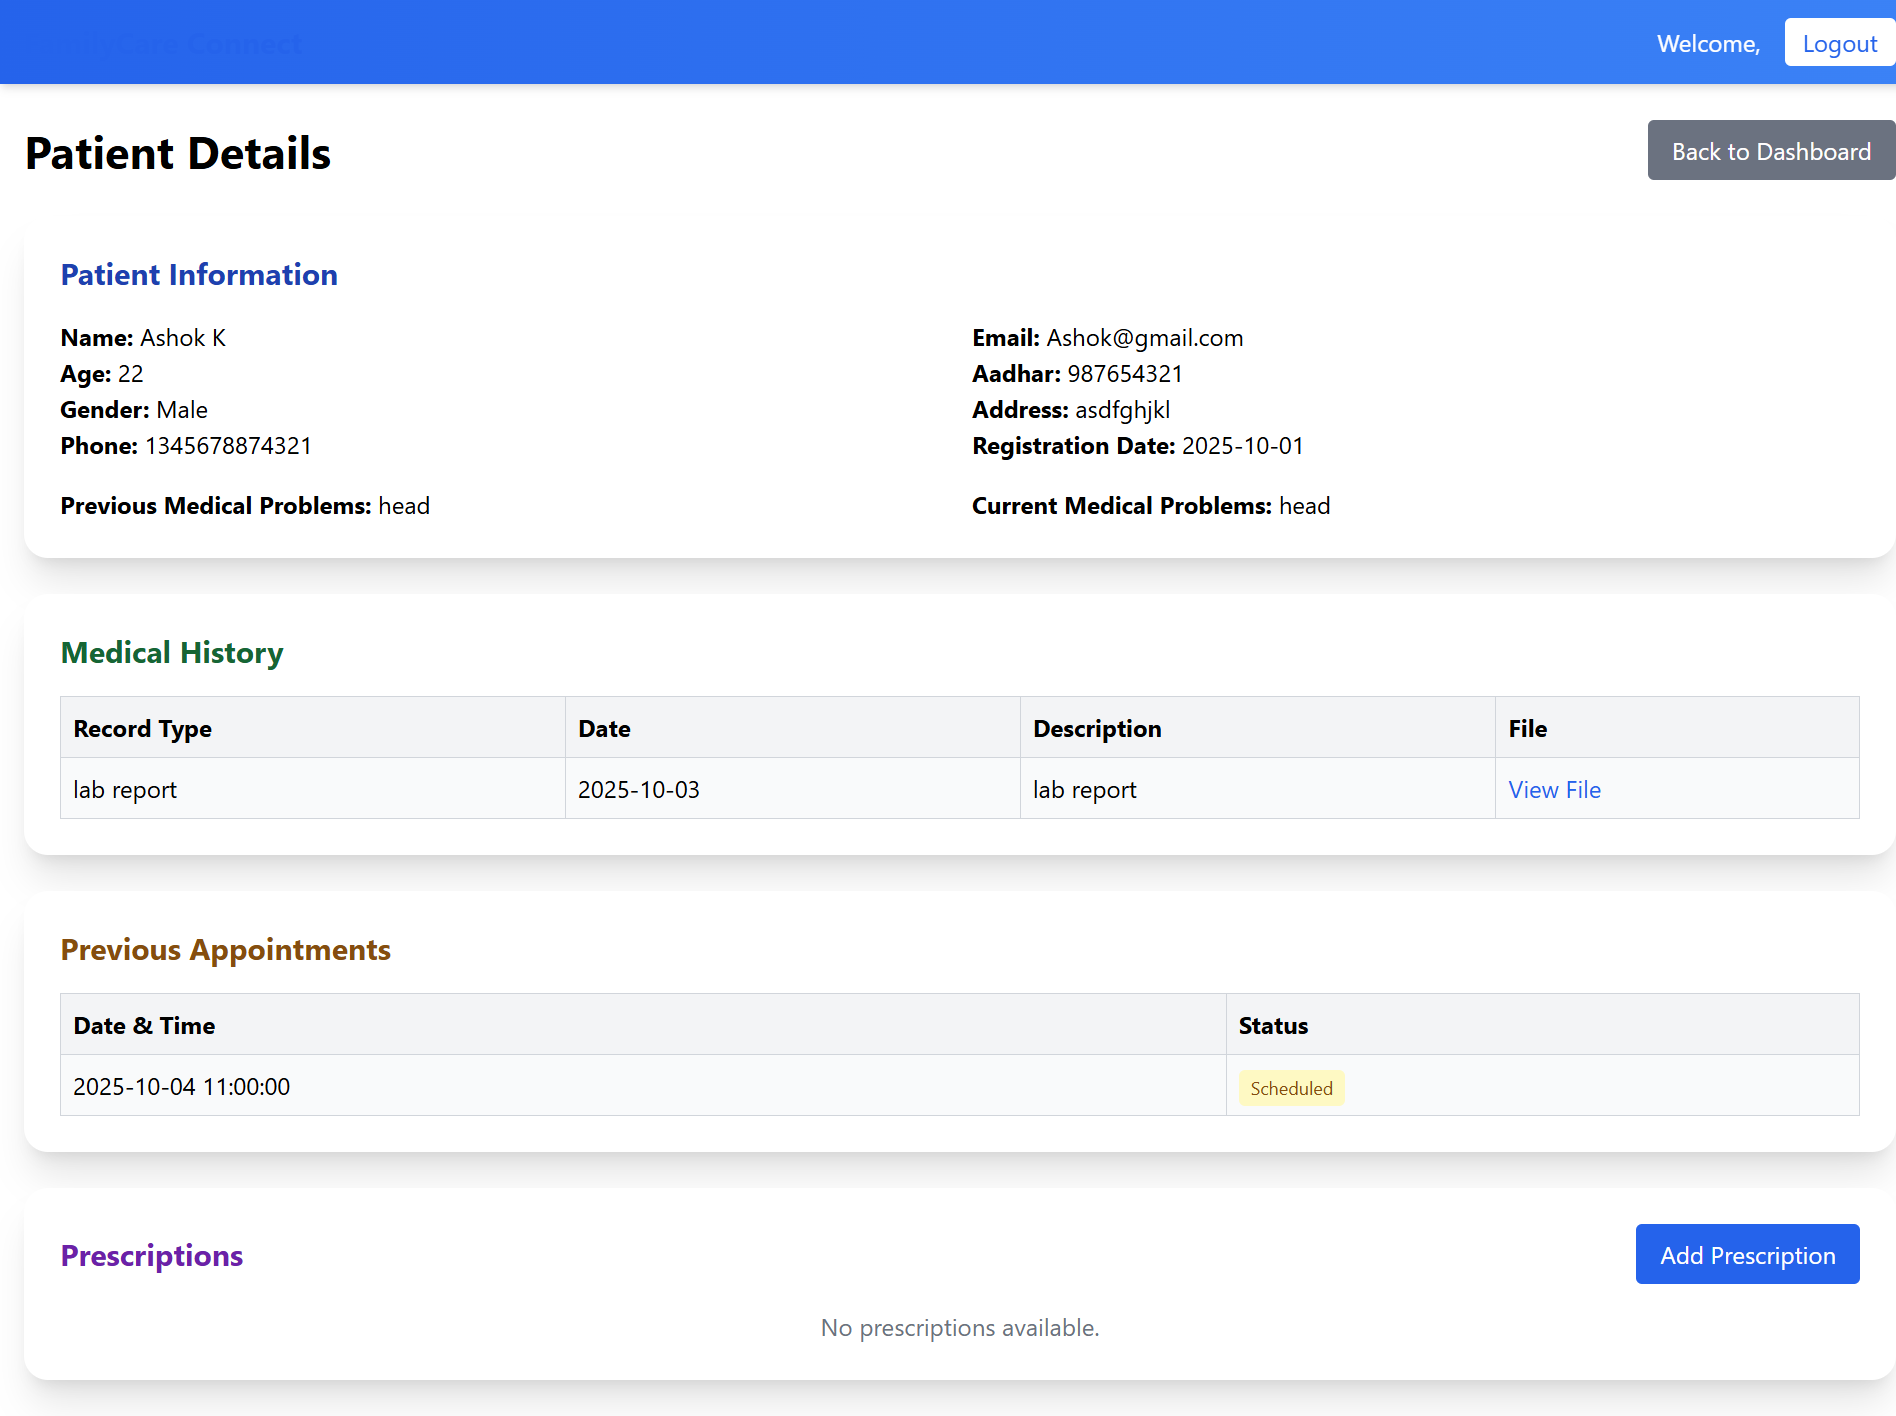 Care Connect
Welcome,
Logout
Patient Details
Back to Dashboard
Patient Information
Name: Ashok K
Email: Ashok@gmail.com
Age: 22
Aadhar: 987654321
Gender: Male
Address: asdfghjkl
Phone: 1345678874321
Registration Date: 2025-10-01
Previous Medical Problems: head
Current Medical Problems: head
Medical History
Record Type Date Description File
lab report 2025-10-03 lab report View File
Previous Appointments
Date & Time Status
2025-10-04 11:00:00 Scheduled
Prescriptions
Add Prescription
No prescriptions available.